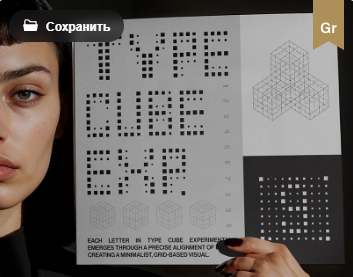 Сохранить
Gr
TYPE
CUBE
EXP.
EACH LETTER IN TYPE CUBE EXPERIMENT
EMERGES THROUGH A PRECISE ALIGNMENT OF
CREATING A MINIMALIST, GRID-BASED VISUAL.